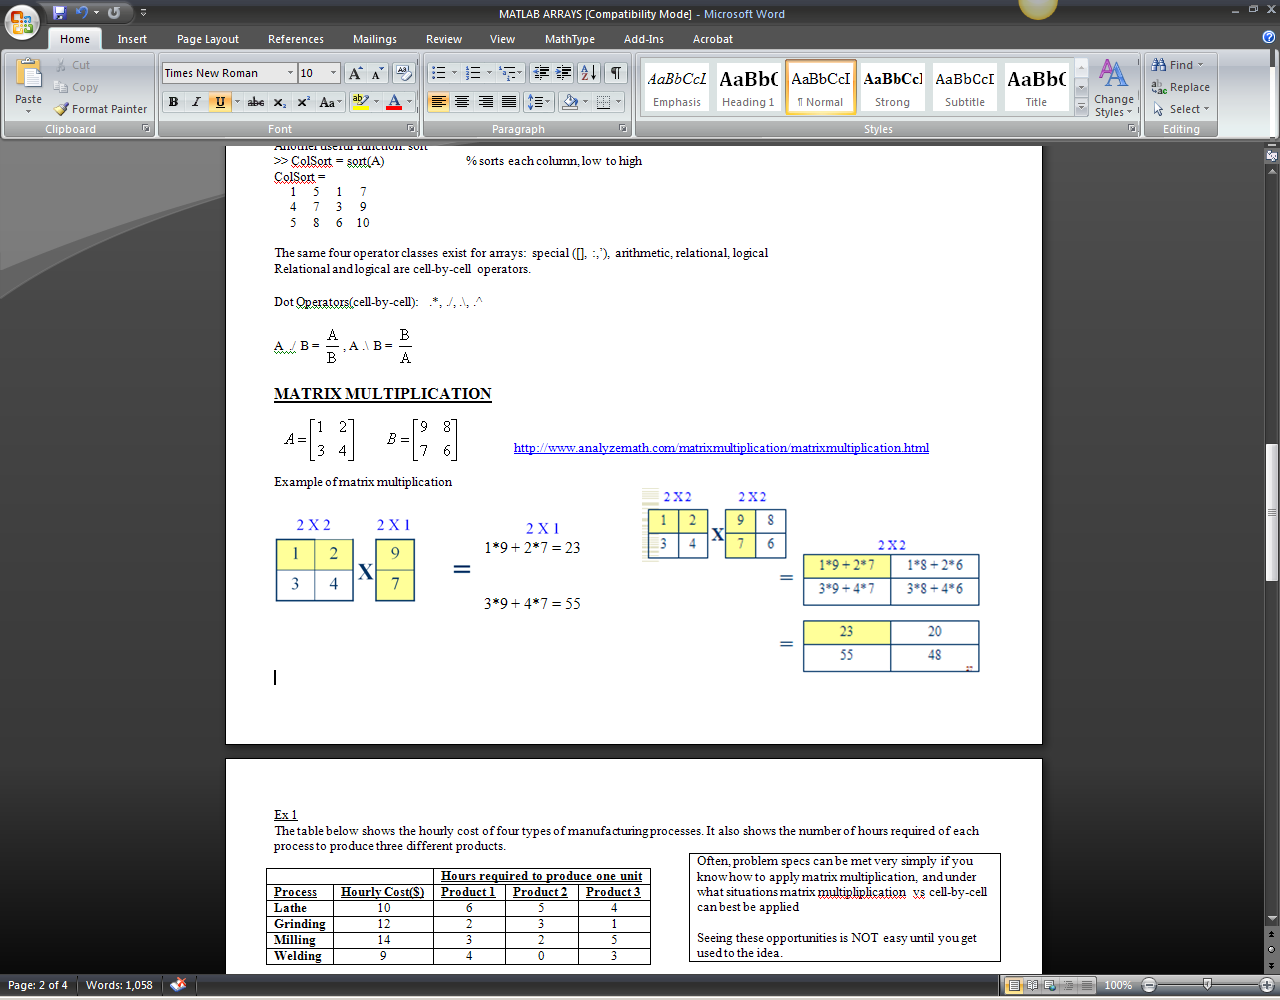 MATLAB ARRAYS [Compatibility Mode] - Microsoft Word
Home Insert Page Layout References Mailings Review View MathType Add-Ins Acrobat
Paste
Cut
Copy
Format Painter
Clipboard
Times New Roman 10
Font
Paragraph
AaBbCcI AaBbC AaBbCcI AaBbCcI AaBbCcI AaBbC
Emphasis Heading 1 ¶ Normal Strong Subtitle Title
Change Styles
Styles
Find
Replace
Select
Editing
Another useful function: sort
>> ColSort = sort(A) % sorts each column, low to high
ColSort =
1 5 1 7
4 7 3 9
5 8 6 10
The same four operator classes exist for arrays: special ([], :,'), arithmetic, relational, logical
Relational and logical are cell-by-cell operators.
Dot Operators(cell-by-cell): .*, ./, .\, .^
A ./ B = A/B , A .\ B = B/A
MATRIX MULTIPLICATION
A = [1 2
3 4] B = [9 8
7 6]
http://www.analyzemath.com/matrixmultiplication/matrixmultiplication.html
Example of matrix multiplication
2 X 2 2 X 1 2 X 1
1 2 X 9 = 1*9 + 2*7 = 23
3 4 7 3*9 + 4*7 = 55
2 X 2 2 X 2
1 2 X 9 8
3 4 7 6
2 X 2
= 1*9 + 2*7 1*8 + 2*6
3*9 + 4*7 3*8 + 4*6
= 23 20
55 48
Ex 1
The table below shows the hourly cost of four types of manufacturing processes. It also shows the number of hours required of each
process to produce three different products.
Hours required to produce one unit
Process Hourly Cost($) Product 1 Product 2 Product 3
Lathe 10 6 5 4
Grinding 12 2 3 1
Milling 14 3 2 5
Welding 9 4 0 3
Often, problem specs can be met very simply if you
know how to apply matrix multiplication, and under
what situations matrix multipliplication vs cell-by-cell
can best be applied
Seeing these opportunities is NOT easy until you get
used to the idea.
Page: 2 of 4 Words: 1,058 100%